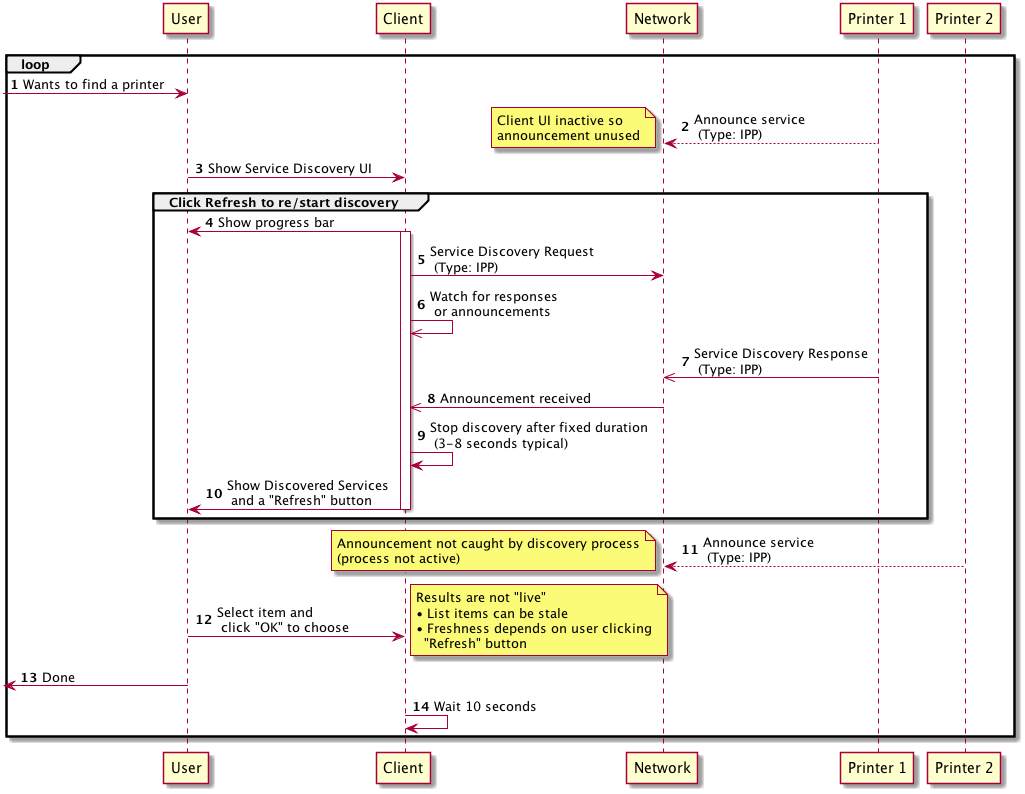 User Client Network Printer 1 Printer 2
loop
1 Wants to find a printer
Client UI inactive so
announcement unused
2 Announce service
(Type: IPP)
3 Show Service Discovery UI
Click Refresh to re/start discovery
4 Show progress bar
5 Service Discovery Request
(Type: IPP)
6 Watch for responses
or announcements
7 Service Discovery Response
(Type: IPP)
8 Announcement received
9 Stop discovery after fixed duration
(3-8 seconds typical)
10 Show Discovered Services
and a "Refresh" button
Announcement not caught by discovery process
(process not active)
11 Announce service
(Type: IPP)
12 Select item and
click "OK" to choose
Results are not "live"
• List items can be stale
• Freshness depends on user clicking
"Refresh" button
13 Done
14 Wait 10 seconds
User Client Network Printer 1 Printer 2